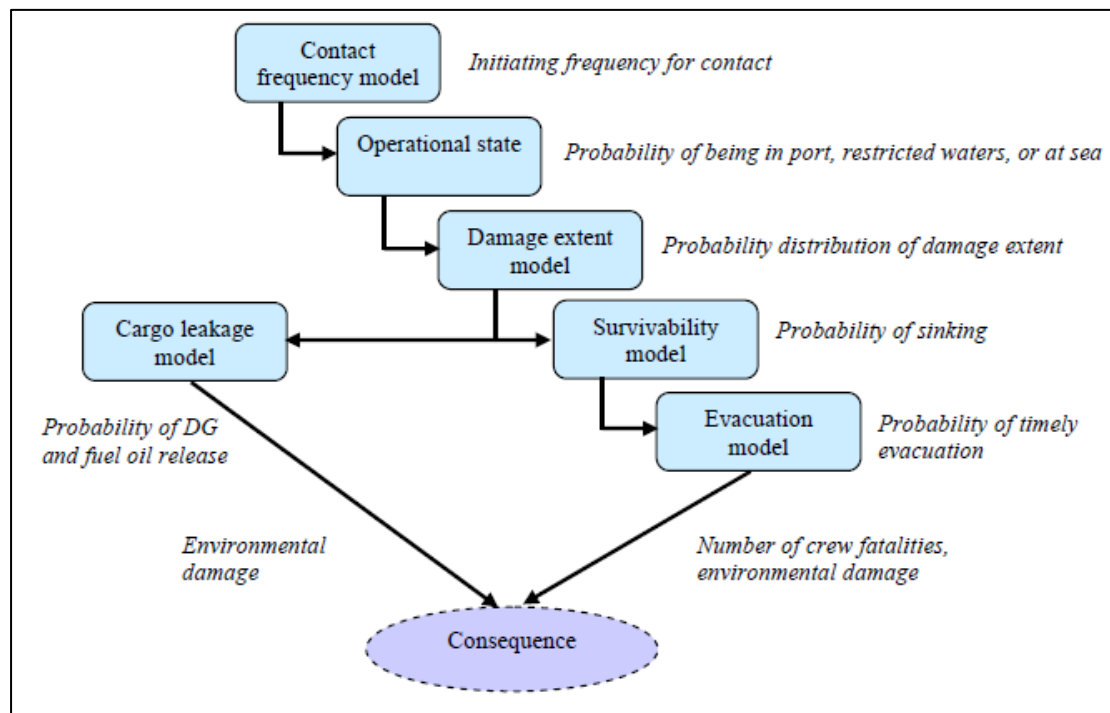 Contact
frequency model
Initiating frequency for contact
Operational state
Probability of being in port, restricted waters, or at sea
Damage extent
model
Probability distribution of damage extent
Cargo leakage
model
Survivability
model
Probability of sinking
Probability of DG
and fuel oil release
Evacuation
model
Probability of timely
evacuation
Environmental
damage
Number of crew fatalities,
environmental damage
Consequence